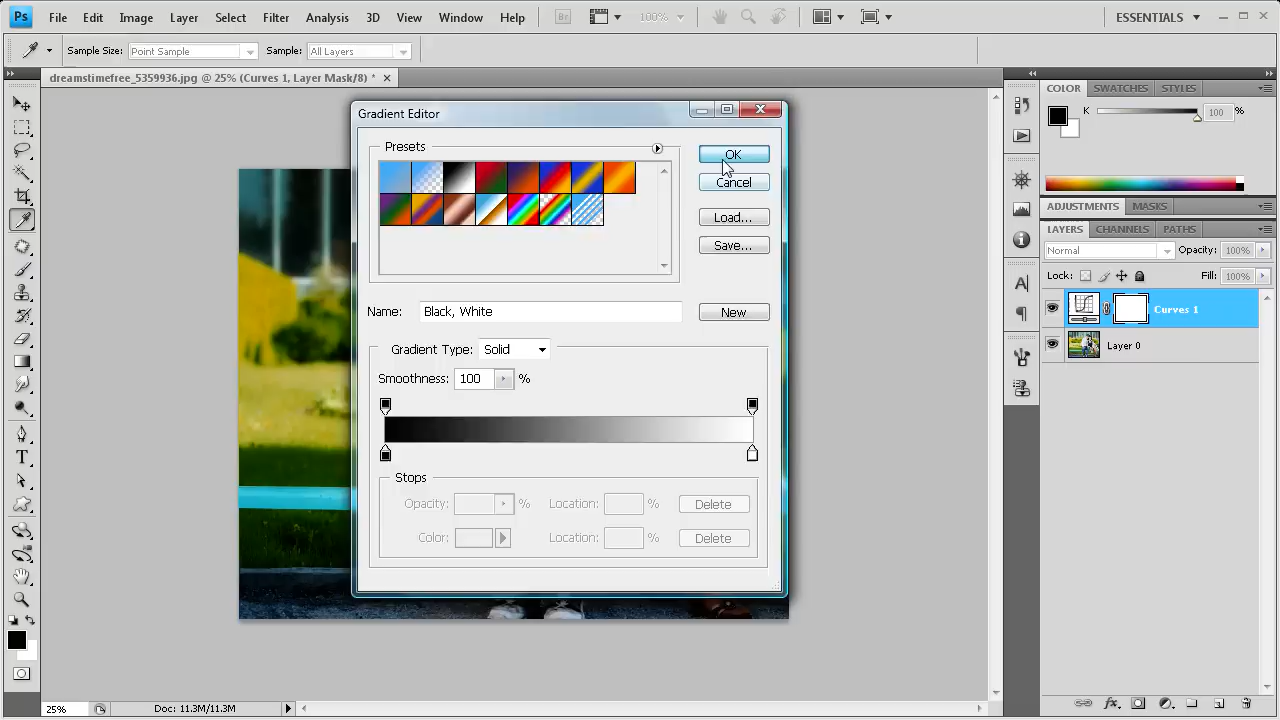 Ps File Edit Image Layer Select Filter Analysis 3D View Window Help Br 100% ESSENTIALS
Sample Size: Point Sample Sample: All Layers
dreamstimefree_5359936.jpg @ 25% (Curves 1, Layer Mask/8) *
COLOR SWATCHES STYLES
K 100 %
Gradient Editor
Presets
OK
Cancel
Load...
Save...
ADJUSTMENTS MASKS
LAYERS CHANNELS PATHS
Normal Opacity: 100%
Lock: Fill: 100%
Curves 1
Layer 0
Name: Black, White New
Gradient Type: Solid
Smoothness: 100 %
Stops
Opacity: % Location: % Delete
Color: Location: % Delete
25% Doc: 11.3M/11.3M